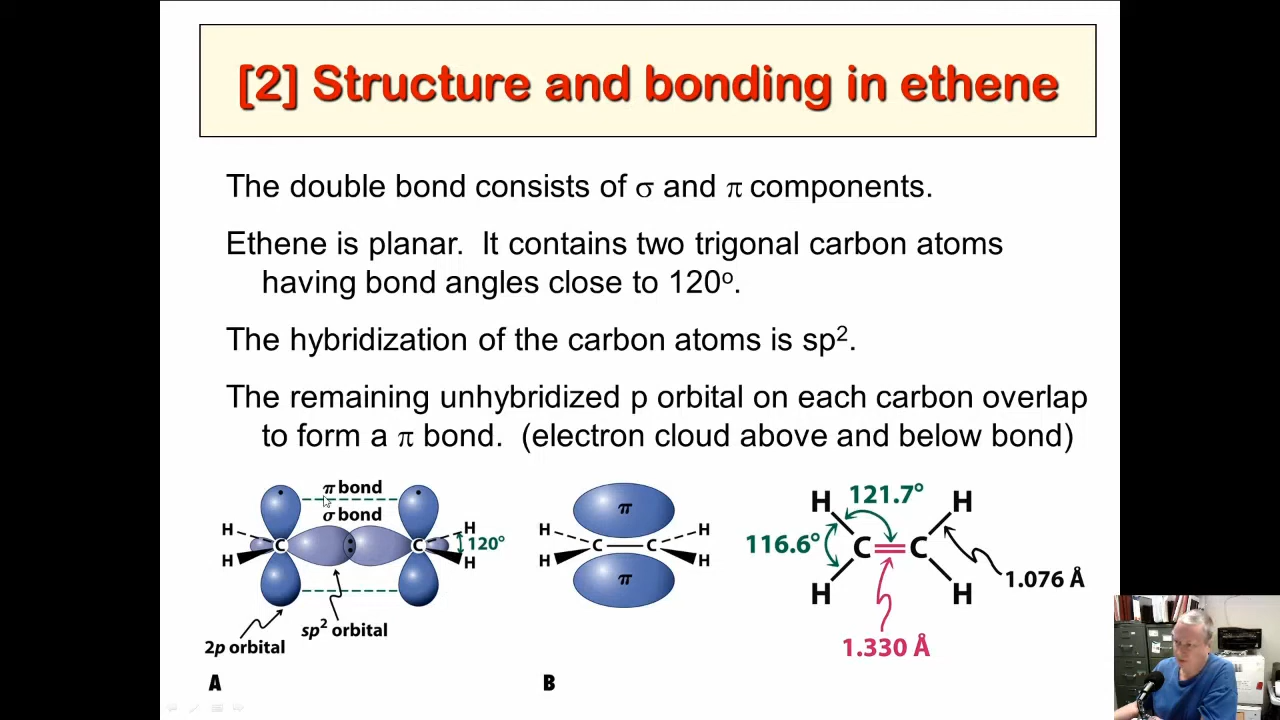 [2] Structure and bonding in ethene
The double bond consists of σ and π components.
Ethene is planar.  It contains two trigonal carbon atoms
having bond angles close to 120º.
The hybridization of the carbon atoms is sp².
The remaining unhybridized p orbital on each carbon overlap
to form a π bond.  (electron cloud above and below bond)
π bond
σ bond
H H
C C
H H
120°
sp² orbital
2p orbital
A
π
H H
C C
H H
π
B
H 121.7° H
116.6° C C
H H
1.076 Å
1.330 Å